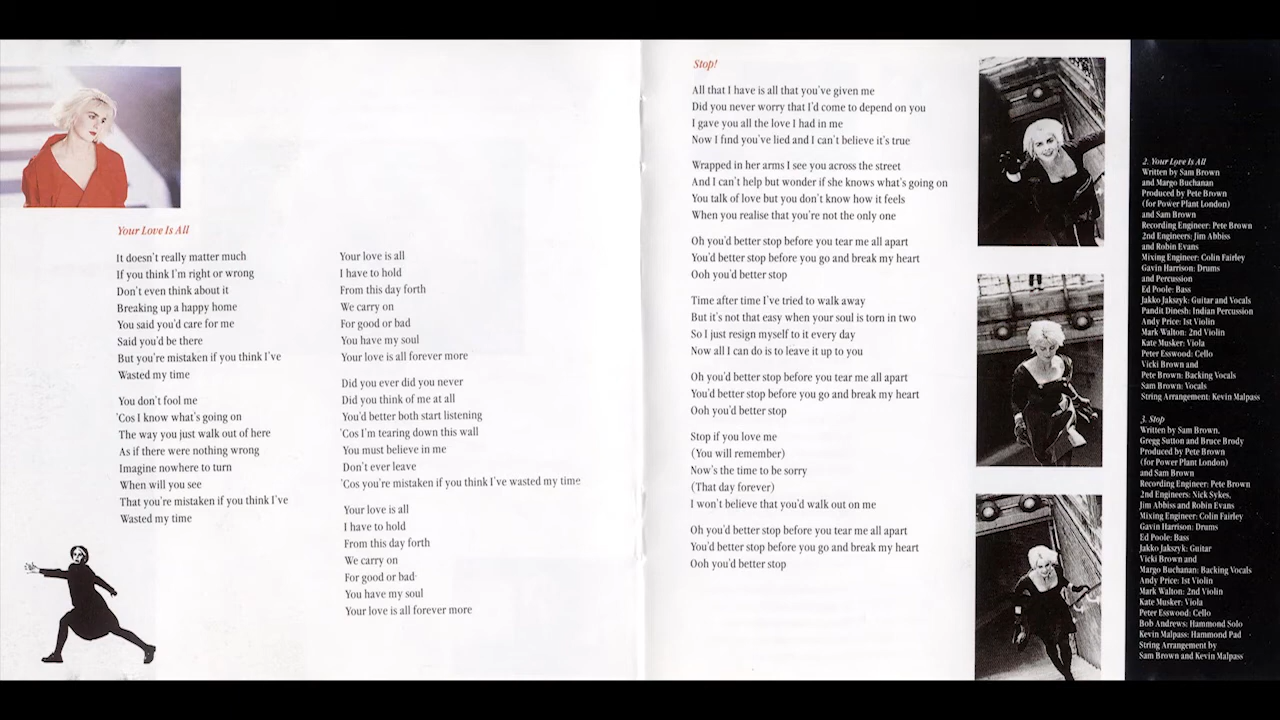 Your Love Is All
It doesn't really matter much
If you think I'm right or wrong
Don't even think about it
Breaking up a happy home
You said you'd care for me
Said you'd be there
But you're mistaken if you think I've
Wasted my time
You don't fool me
'Cos I know what's going on
The way you just walk out of here
As if there were nothing wrong
Imagine nowhere to turn
When will you see
That you're mistaken if you think I've
Wasted my time
Your love is all
I have to hold
From this day forth
We carry on
For good or bad
You have my soul
Your love is all forever more
Did you ever did you never
Did you think of me at all
You'd better both start listening
'Cos I'm tearing down this wall
You must believe in me
Don't ever leave
'Cos you're mistaken if you think I've wasted my time
Your love is all
I have to hold
From this day forth
We carry on
For good or bad
You have my soul
Your love is all forever more
Stop!
All that I have is all that you've given me
Did you never worry that I'd come to depend on you
I gave you all the love I had in me
Now I find you've lied and I can't believe it's true
Wrapped in her arms I see you across the street
And I can't help but wonder if she knows what's going on
You talk of love but you don't know how it feels
When you realise that you're not the only one
Oh you'd better stop before you tear me all apart
You'd better stop before you go and break my heart
Ooh you'd better stop
Time after time I've tried to walk away
But it's not that easy when your soul is torn in two
So I just resign myself to it every day
Now all I can do is to leave it up to you
Oh you'd better stop before you tear me all apart
You'd better stop before you go and break my heart
Ooh you'd better stop
Stop if you love me
(You will remember)
Now's the time to be sorry
(That day forever)
I won't believe that you'd walk out on me
Oh you'd better stop before you tear me all apart
You'd better stop before you go and break my heart
Ooh you'd better stop
2. Your Love Is All
Written by Sam Brown
and Margo Buchanan
Produced by Pete Brown
(for Power Plant London)
and Sam Brown
Recording Engineer: Pete Brown
2nd Engineers: Jim Abbiss
and Robin Evans
Mixing Engineer: Colin Fairley
Gavin Harrison: Drums
and Percussion
Ed Poole: Bass
Jakko Jakszyk: Guitar and Vocals
Pandit Dinesh: Indian Percussion
Andy Price: 1st Violin
Mark Walton: 2nd Violin
Kate Musker: Viola
Peter Esswood: Cello
Vicki Brown and
Pete Brown: Backing Vocals
Sam Brown: Vocals
String Arrangement: Kevin Malpass
3. Stop
Written by Sam Brown,
Gregg Sutton and Bruce Brody
Produced by Pete Brown
(for Power Plant London)
and Sam Brown
Recording Engineer: Pete Brown
2nd Engineers: Nick Sykes,
Jim Abbiss and Robin Evans
Mixing Engineer: Colin Fairley
Gavin Harrison: Drums
Ed Poole: Bass
Jakko Jakszyk: Guitar
Vicki Brown and
Margo Buchanan: Backing Vocals
Andy Price: 1st Violin
Mark Walton: 2nd Violin
Kate Musker: Viola
Peter Esswood: Cello
Bob Andrews: Hammond Solo
Kevin Malpass: Hammond Pad
String Arrangement by
Sam Brown and Kevin Malpass